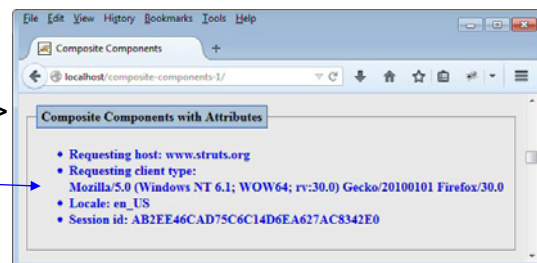 File Edit View History Bookmarks Tools Help
Composite Components +
localhost/composite-components-1/
>
Composite Components with Attributes
• Requesting host: www.struts.org
• Requesting client type:
Mozilla/5.0 (Windows NT 6.1; WOW64; rv:30.0) Gecko/20100101 Firefox/30.0
• Locale: en_US
• Session id: AB2EE46CAD75C6C14D6EA627AC8342E0